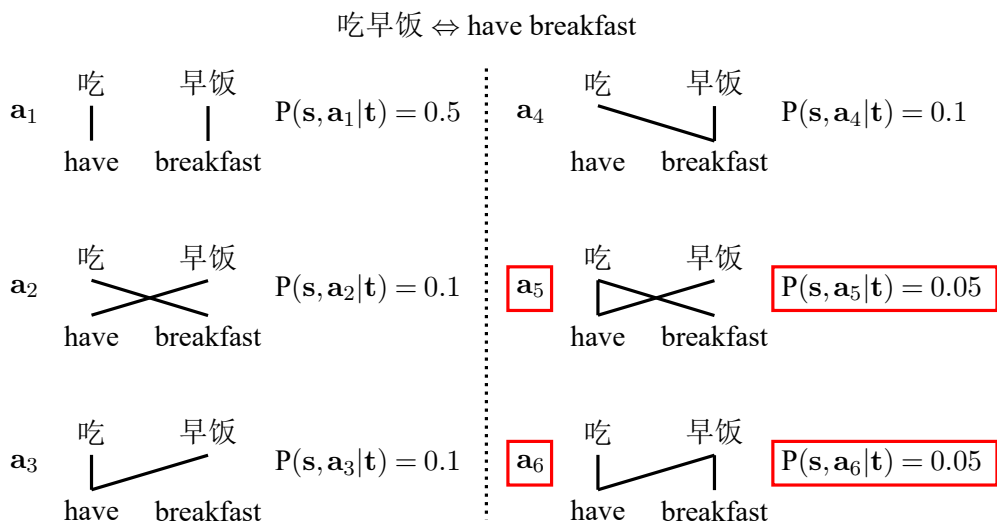 吃早饭 ⇔ have breakfast
吃 早饭
a₁ P(s,a₁|t) = 0.5
have breakfast
吃 早饭
a₂ P(s,a₂|t) = 0.1
have breakfast
吃 早饭
a₃ P(s,a₃|t) = 0.1
have breakfast
吃 早饭
a₄ P(s,a₄|t) = 0.1
have breakfast
吃 早饭
a₅ P(s,a₅|t) = 0.05
have breakfast
吃 早饭
a₆ P(s,a₆|t) = 0.05
have breakfast